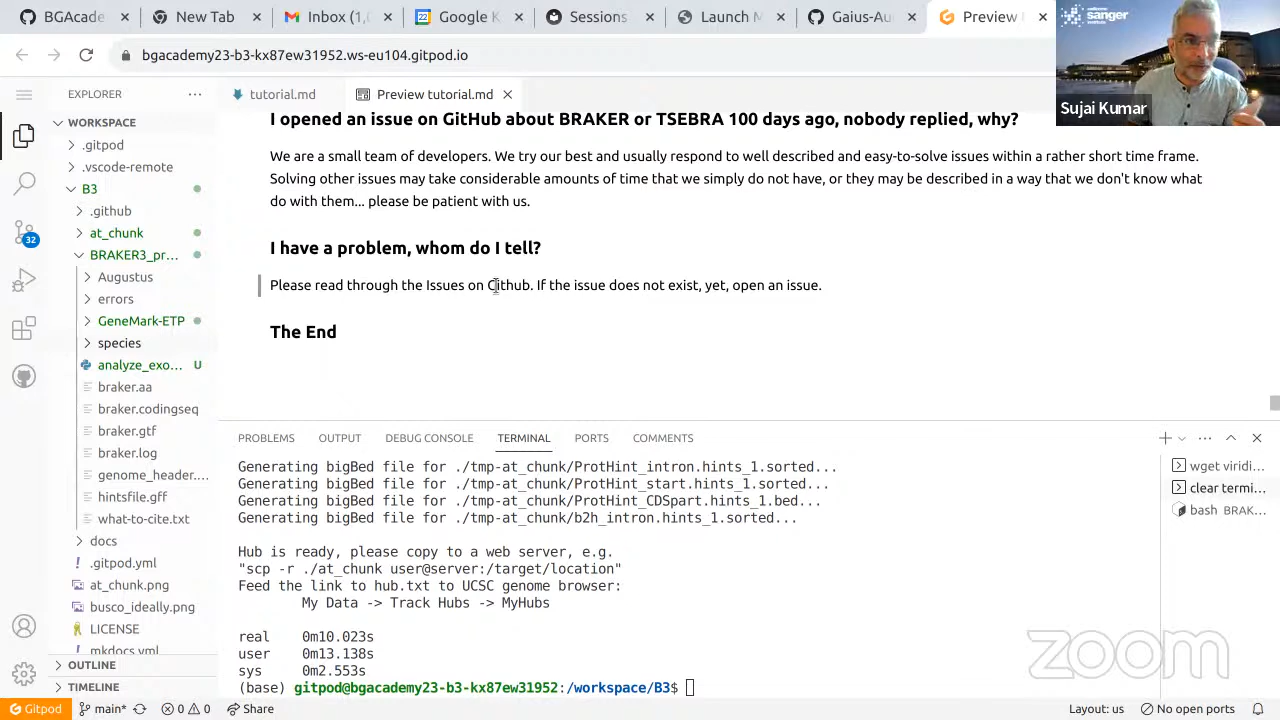 New Tab
Inbox (
Google K
Sessions
Launch M
Gaius-Au
Preview
bgacademy23-b3-kx87ew31952.ws-eu104.gitpod.io
sanger
institute
Sujai Kumar
EXPLORER
WORKSPACE
.gitpod
.vscode-remote
B3
.github
at_chunk
BRAKER3_pr...
Augustus
errors
GeneMark-ETP
species
analyze_exo... U
braker.aa
braker.codingseq
braker.gtf
braker.log
genome_header....
hintsfile.gff
what-to-cite.txt
docs
.gitpod.yml
at_chunk.png
busco_ideally.png
LICENSE
mkdocs.yml
OUTLINE
TIMELINE
32
tutorial.md
Preview tutorial.md
I opened an issue on GitHub about BRAKER or TSEBRA 100 days ago, nobody replied, why?
We are a small team of developers. We try our best and usually respond to well described and easy-to-solve issues within a rather short time frame.
Solving other issues may take considerable amounts of time that we simply do not have, or they may be described in a way that we don't know what
do with them... please be patient with us.
I have a problem, whom do I tell?
Please read through the Issues on Github. If the issue does not exist, yet, open an issue.
The End
PROBLEMS OUTPUT DEBUG CONSOLE TERMINAL PORTS COMMENTS
Generating bigBed file for ./tmp-at_chunk/ProtHint_intron.hints_1.sorted...
Generating bigBed file for ./tmp-at_chunk/ProtHint_start.hints_1.sorted...
Generating bigBed file for ./tmp-at_chunk/ProtHint_CDSpart.hints_1.bed...
Generating bigBed file for ./tmp-at_chunk/b2h_intron.hints_1.sorted...
Hub is ready, please copy to a web server, e.g.
"scp -r ./at_chunk user@server:/target/location"
Feed the link to hub.txt to UCSC genome browser:
My Data -> Track Hubs -> MyHubs
real 0m10.023s
user 0m13.138s
sys 0m2.553s
(base) gitpod@bgacademy23-b3-kx87ew31952:/workspace/B3$
wget viridi...
clear termi...
bash BRAK...
zoom
Gitpod main* 0 0 Share Layout: us No open ports